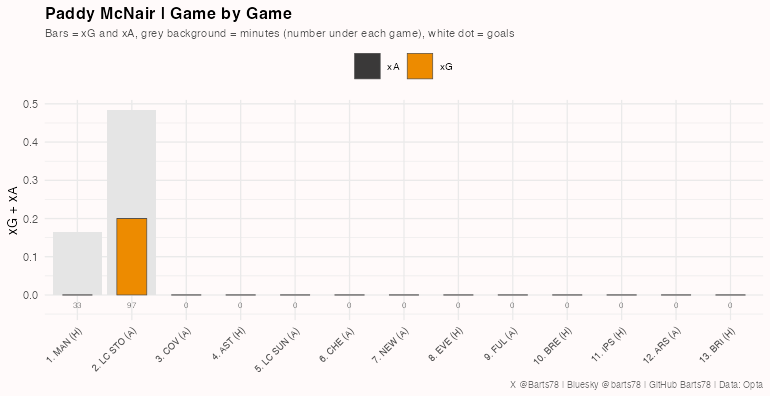 Paddy McNair | Game by Game
Bars = xG and xA, grey background = minutes (number under each game), white dot = goals
xA xG
xG + xA
0.5
0.4
0.3
0.2
0.1
0.0
33 97 0 0 0 0 0 0 0 0 0 0 0
1. MAN (H)
2. LC STO (A)
3. COV (A)
4. AST (H)
5. LC SUN (A)
6. CHE (A)
7. NEW (A)
8. EVE (H)
9. FUL (A)
10. BRE (H)
11. IPS (H)
12. ARS (A)
13. BRI (H)
X @Barts78 | Bluesky @barts78 | GitHub Barts78 | Data: Opta